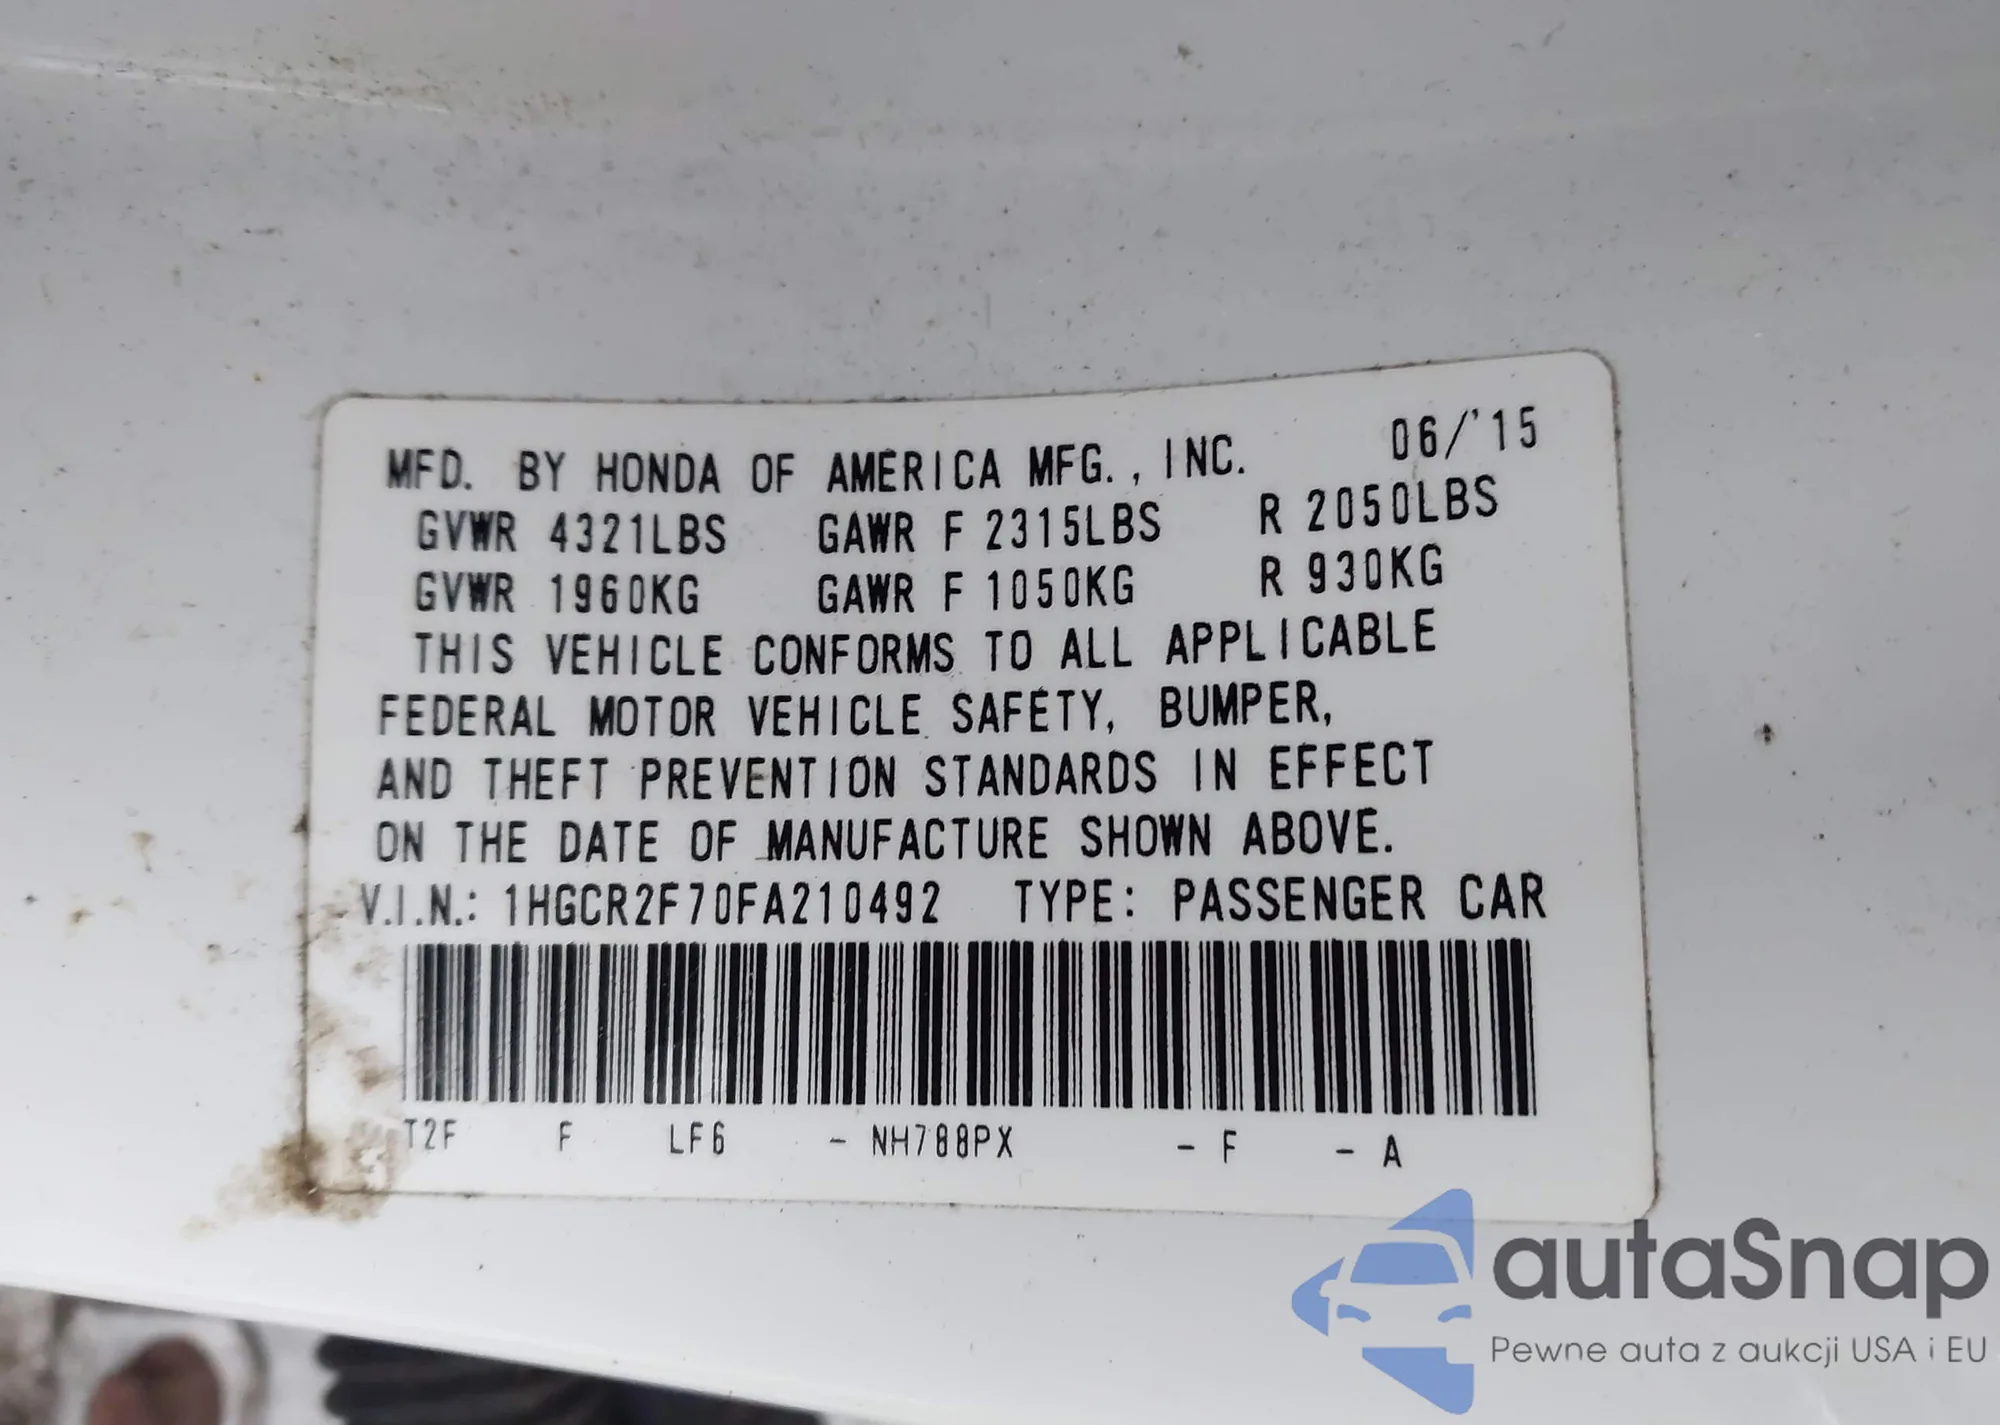 MFD. BY HONDA OF AMERICA MFG., INC. 06/'15
GVWR 4321LBS GAWR F 2315LBS R 2050LBS
GVWR 1960KG GAWR F 1050KG R 930KG
THIS VEHICLE CONFORMS TO ALL APPLICABLE
FEDERAL MOTOR VEHICLE SAFETY, BUMPER,
AND THEFT PREVENTION STANDARDS IN EFFECT
ON THE DATE OF MANUFACTURE SHOWN ABOVE.
V.I.N.: 1HGCR2F70FA210492 TYPE: PASSENGER CAR
T2F F LF6 - NH788PX - F - A
autaSnap
Pewne auta z aukcji USA i EU